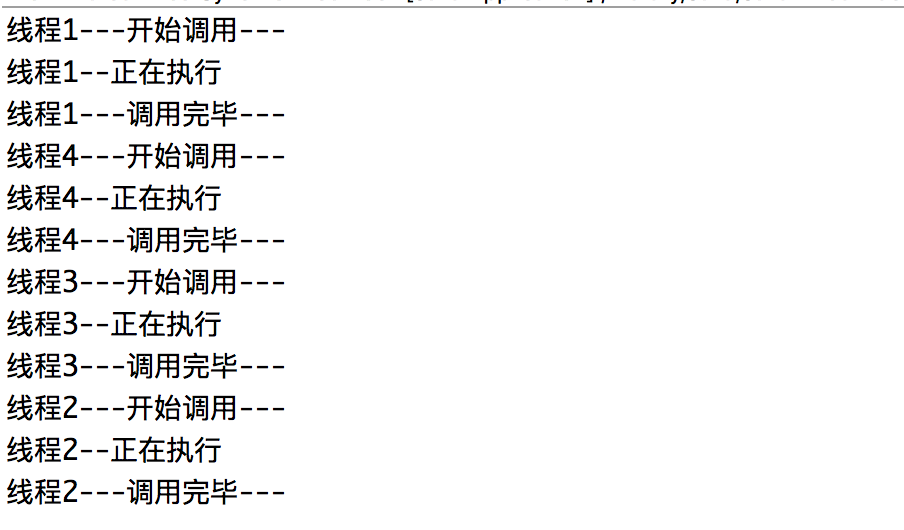 线程1---开始调用---
线程1--正在执行
线程1---调用完毕---
线程4---开始调用---
线程4--正在执行
线程4---调用完毕---
线程3---开始调用---
线程3--正在执行
线程3---调用完毕---
线程2---开始调用---
线程2--正在执行
线程2---调用完毕---